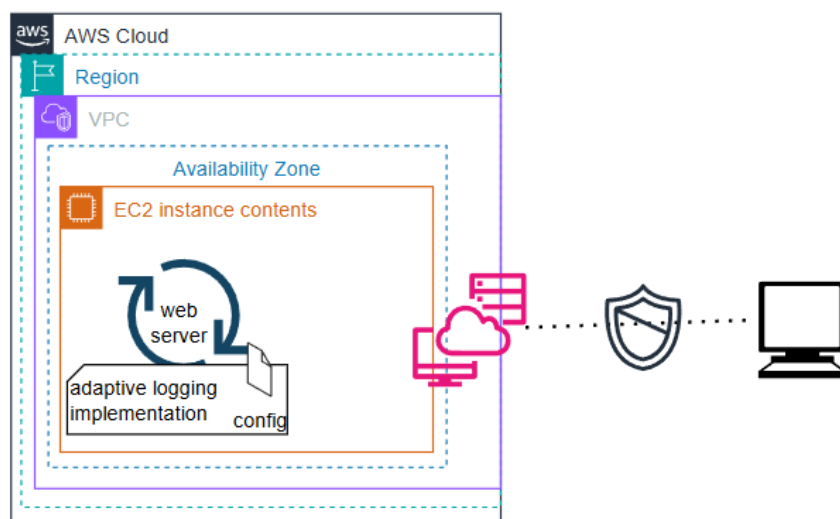 aws
AWS Cloud
Region
VPC
Availability Zone
EC2 instance contents
web
server
adaptive logging
implementation
config